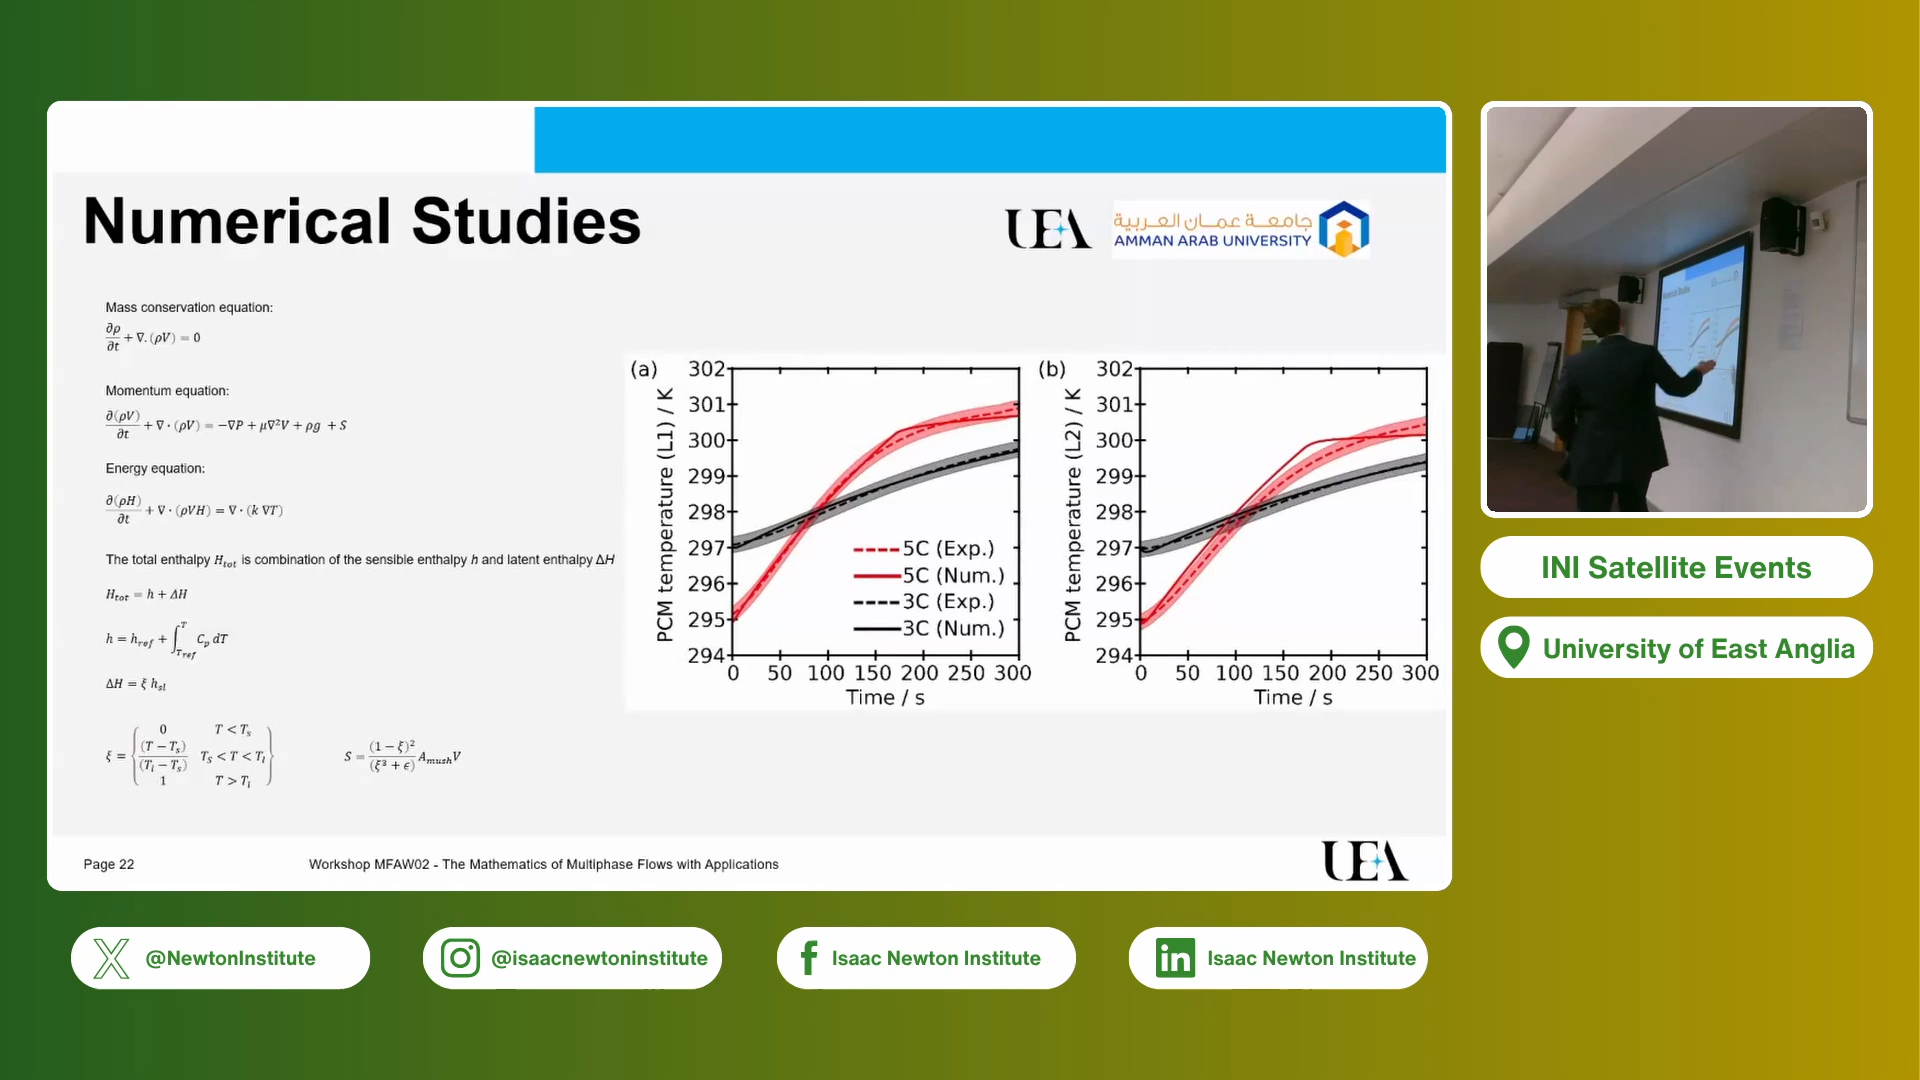 Numerical Studies
UEA
جامعة عمان العربية
AMMAN ARAB UNIVERSITY
Mass conservation equation:
∂ρ/∂t + ∇.(ρV) = 0
Momentum equation:
∂(ρV)/∂t + ∇·(ρV) = −∇P + μ∇²V + ρg + S
Energy equation:
∂(ρH)/∂t + ∇·(ρVH) = ∇·(k ∇T)
The total enthalpy H_tot is combination of the sensible enthalpy h and latent enthalpy ΔH
H_tot = h + ΔH
h = h_ref + ∫_{T_ref}^{T} C_p dT
ΔH = ξ h_sl
ξ = { 0 T < T_s
(T − T_s)/(T_l − T_s) T_S < T < T_l
1 T > T_l }
S = (1 − ξ)²/(ξ³ + ϵ) A_mush V
(a)
PCM temperature (L1) / K
302
301
300
299
298
297
296
295
294
5C (Exp.)
5C (Num.)
3C (Exp.)
3C (Num.)
0 50 100 150 200 250 300
Time / s
(b)
PCM temperature (L2) / K
302
301
300
299
298
297
296
295
294
0 50 100 150 200 250 300
Time / s
Page 22
Workshop MFAW02 - The Mathematics of Multiphase Flows with Applications
UEA
INI Satellite Events
University of East Anglia
@NewtonInstitute
@isaacnewtoninstitute
Isaac Newton Institute
Isaac Newton Institute